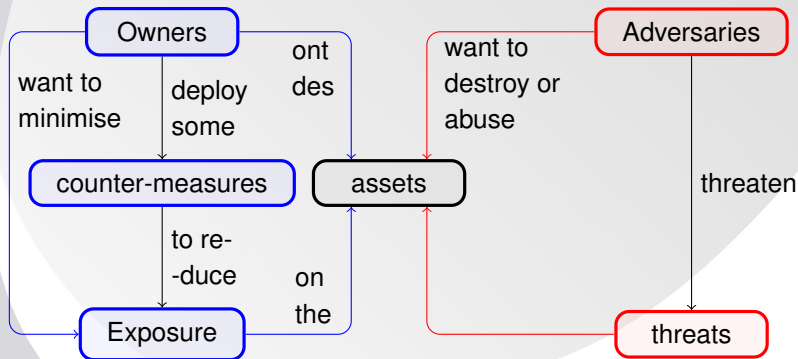 Owners
Adversaries
want to
minimise
deploy
some
ont
des
want to
destroy or
abuse
counter-measures
assets
threaten
to re-
-duce
on
the
Exposure
threats